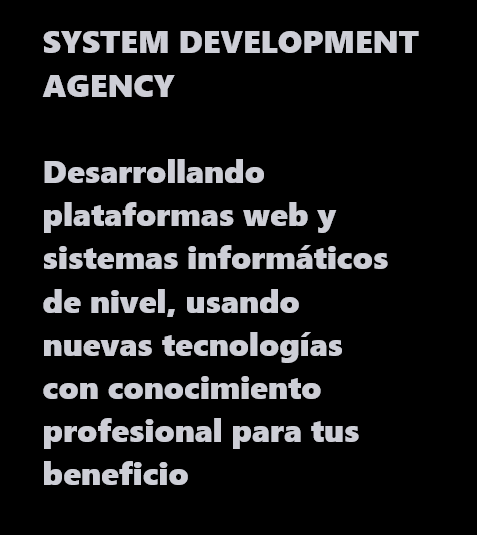 SYSTEM DEVELOPMENT
AGENCY
Desarrollando
plataformas web y
sistemas informáticos
de nivel, usando
nuevas tecnologías
con conocimiento
profesional para tus
beneficio